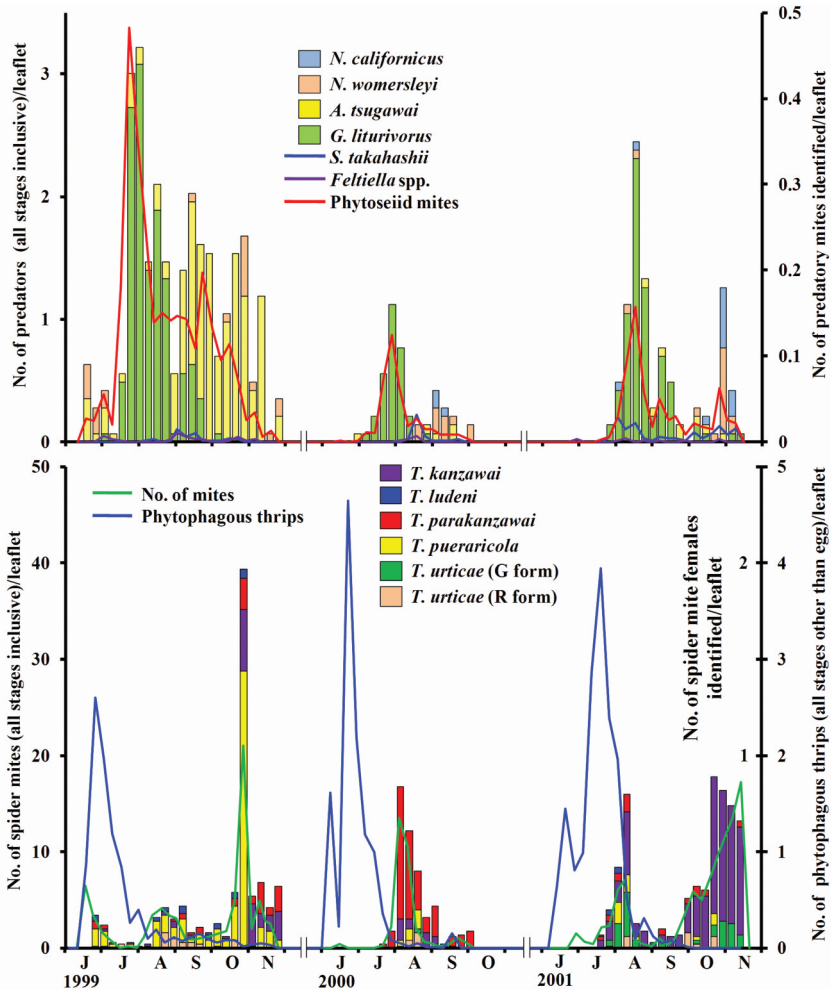 No. of predators (all stages inclusive)/leaflet
3
2
1
0
N. californicus
N. womersleyi
A. tsugawai
G. liturivorus
S. takahashii
Feltiella spp.
Phytoseiid mites
0.5
0.4
0.3
0.2
0.1
0
No. of predatory mites identified/leaflet
No. of spider mites (all stages inclusive)/leaflet
50
40
30
20
10
0
No. of mites
Phytophagous thrips
T. kanzawai
T. ludeni
T. parakanzawai
T. pueraricola
T. urticae (G form)
T. urticae (R form)
No. of spider mite females
identified/leaflet
2
1
5
4
3
2
1
0
No. of phytophagous thrips (all stages other than egg)/leaflet
J J A S O N J J A S O J J A S O N
1999 2000 2001